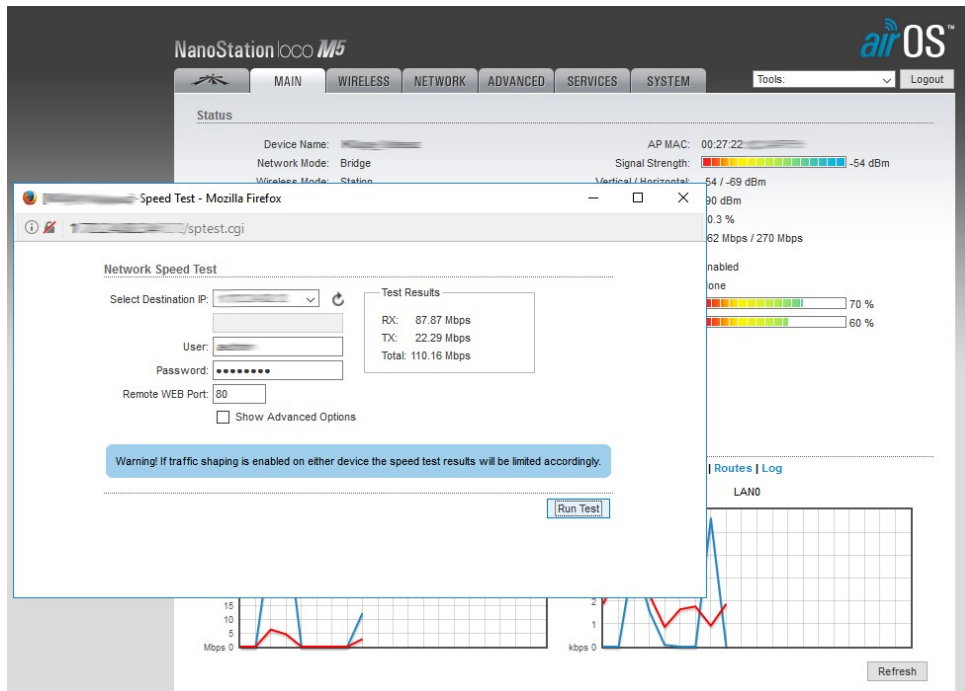 NanoStation loco M5
airOS™
MAIN WIRELESS NETWORK ADVANCED SERVICES SYSTEM Tools: Logout
Status
Device Name:
AP MAC: 00:27:22
Network Mode: Bridge
Signal Strength: -54 dBm
Wireless Mode: Station
Vertical / Horizontal: -54 / -69 dBm
Speed Test - Mozilla Firefox
90 dBm
/sptest.cgi
0.3 %
62 Mbps / 270 Mbps
Network Speed Test
nabled
one
Select Destination IP:
Test Results
70 %
RX: 87.87 Mbps
60 %
User:
TX: 22.29 Mbps
Total: 110.16 Mbps
Password: ●●●●●●●●
Remote WEB Port: 80
Show Advanced Options
Warning! If traffic shaping is enabled on either device the speed test results will be limited accordingly.
| Routes | Log
LAN0
Run Test
15
10
5
Mbps 0
2
1
kbps 0
Refresh